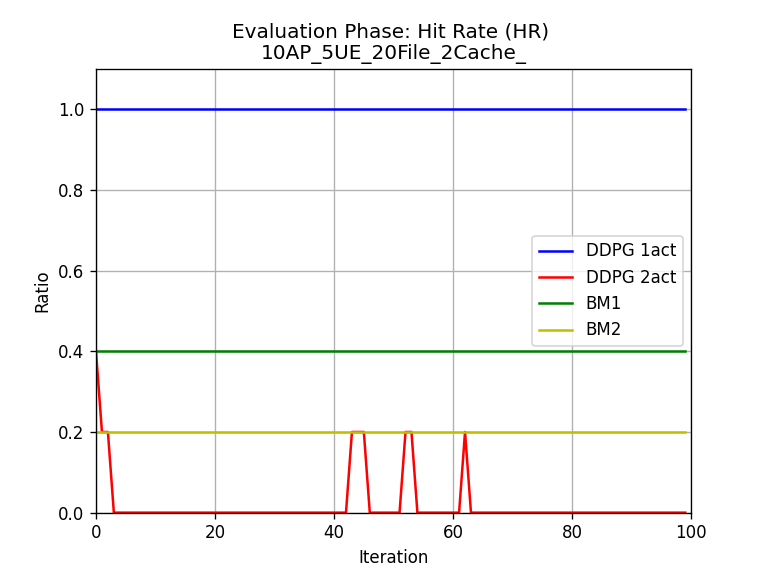 Evaluation Phase: Hit Rate (HR)
10AP_5UE_20File_2Cache_
1.0
0.8
0.6
0.4
0.2
0.0
Ratio
DDPG 1act
DDPG 2act
BM1
BM2
0 20 40 60 80 100
Iteration